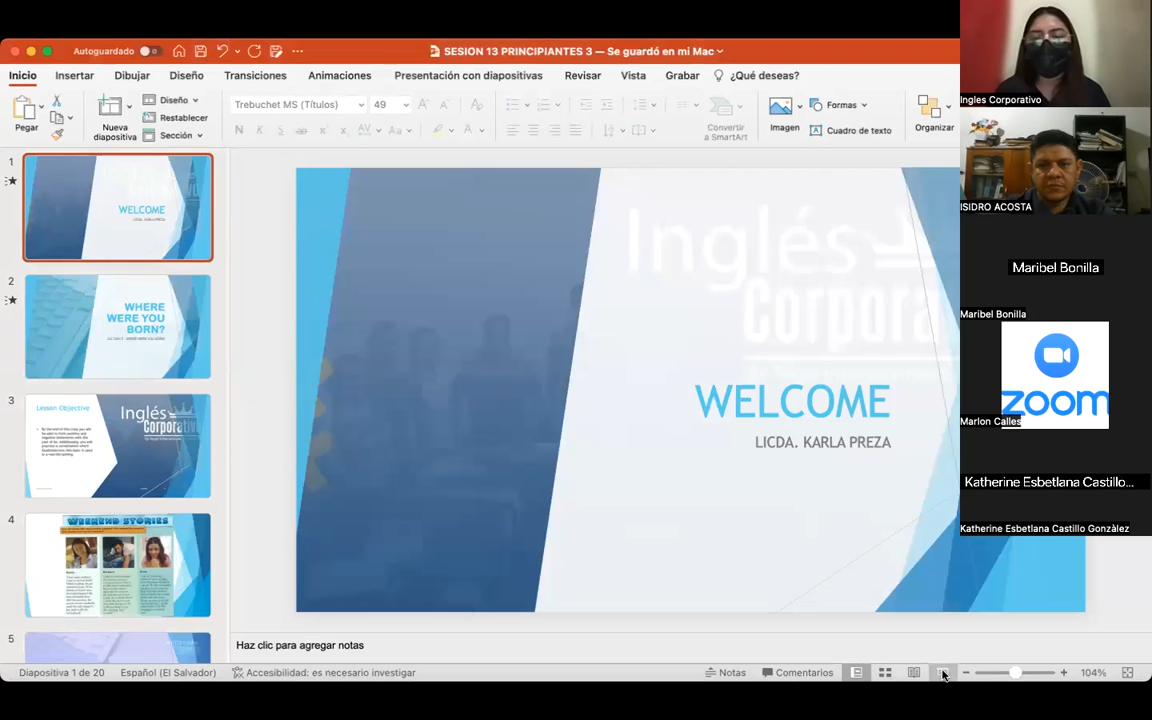 Autoguardado
SESION 13 PRINCIPIANTES 3 — Se guardó en mi Mac
Inicio
Insertar
Dibujar
Diseño
Transiciones
Animaciones
Presentación con diapositivas
Revisar
Vista
Grabar
¿Qué deseas?
Pegar
Nueva
diapositiva
Diseño
Restablecer
Sección
Trebuchet MS (Títulos)
49
Convertir
a SmartArt
Imagen
Formas
Cuadro de texto
Organizar
1
WELCOME
2
WHERE
WERE YOU
BORN?
3
Lesson Objective
Inglés
Corporativo
4
WEEKEND STORIES
5
Inglés
Corpora
WELCOME
LICDA. KARLA PREZA
Haz clic para agregar notas
Diapositiva 1 de 20
Español (El Salvador)
Accesibilidad: es necesario investigar
Notas
Comentarios
104%
Ingles Corporativo
ISIDRO ACOSTA
Maribel Bonilla
Maribel Bonilla
zoom
Marlon Calles
Katherine Esbetlana Castillo...
Katherine Esbetlana Castillo Gonzàlez